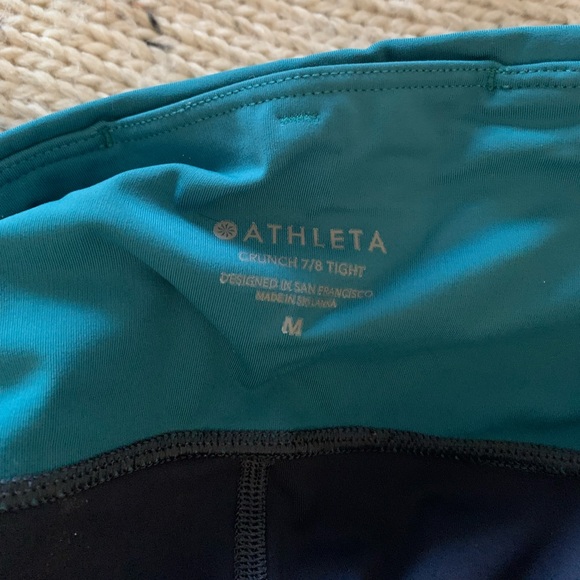 ATHLETA
CRUNCH 7/8 TIGHT
DESIGNED IN SAN FRANCISCO
MADE IN SRI LANKA
M